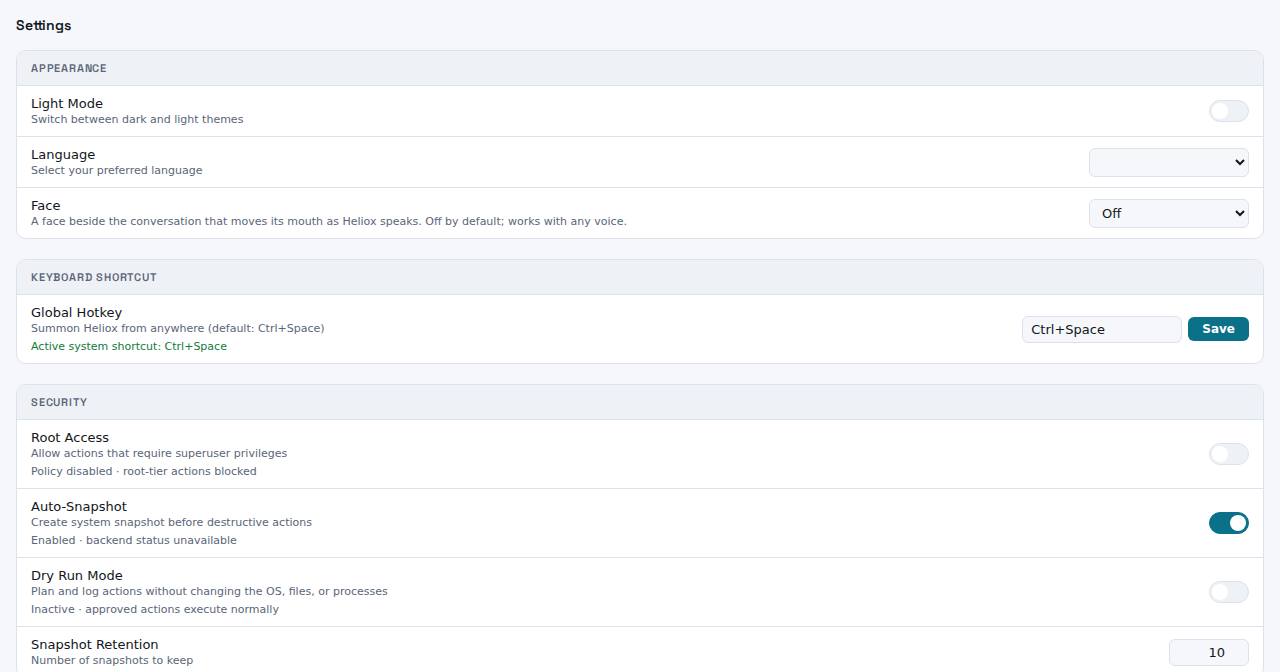 Settings
APPEARANCE
Light Mode
Switch between dark and light themes
Language
Select your preferred language
Face
A face beside the conversation that moves its mouth as Heliox speaks. Off by default; works with any voice.
Off
KEYBOARD SHORTCUT
Global Hotkey
Summon Heliox from anywhere (default: Ctrl+Space)
Active system shortcut: Ctrl+Space
Ctrl+Space
Save
SECURITY
Root Access
Allow actions that require superuser privileges
Policy disabled · root-tier actions blocked
Auto-Snapshot
Create system snapshot before destructive actions
Enabled · backend status unavailable
Dry Run Mode
Plan and log actions without changing the OS, files, or processes
Inactive · approved actions execute normally
Snapshot Retention
Number of snapshots to keep
10